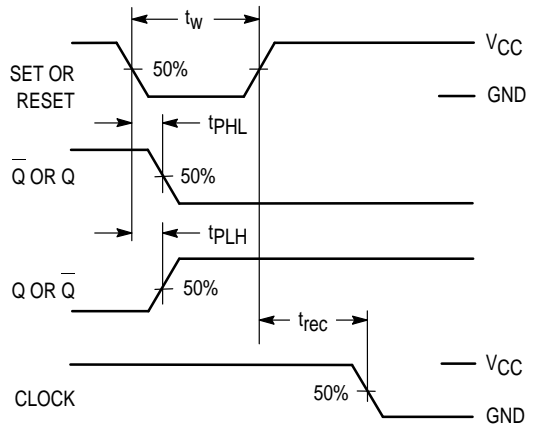 tw
VCC
50%
SET OR
RESET
GND
tPHL
Q̅ OR Q
50%
tPLH
Q OR Q̅
50%
trec
VCC
50%
CLOCK
GND